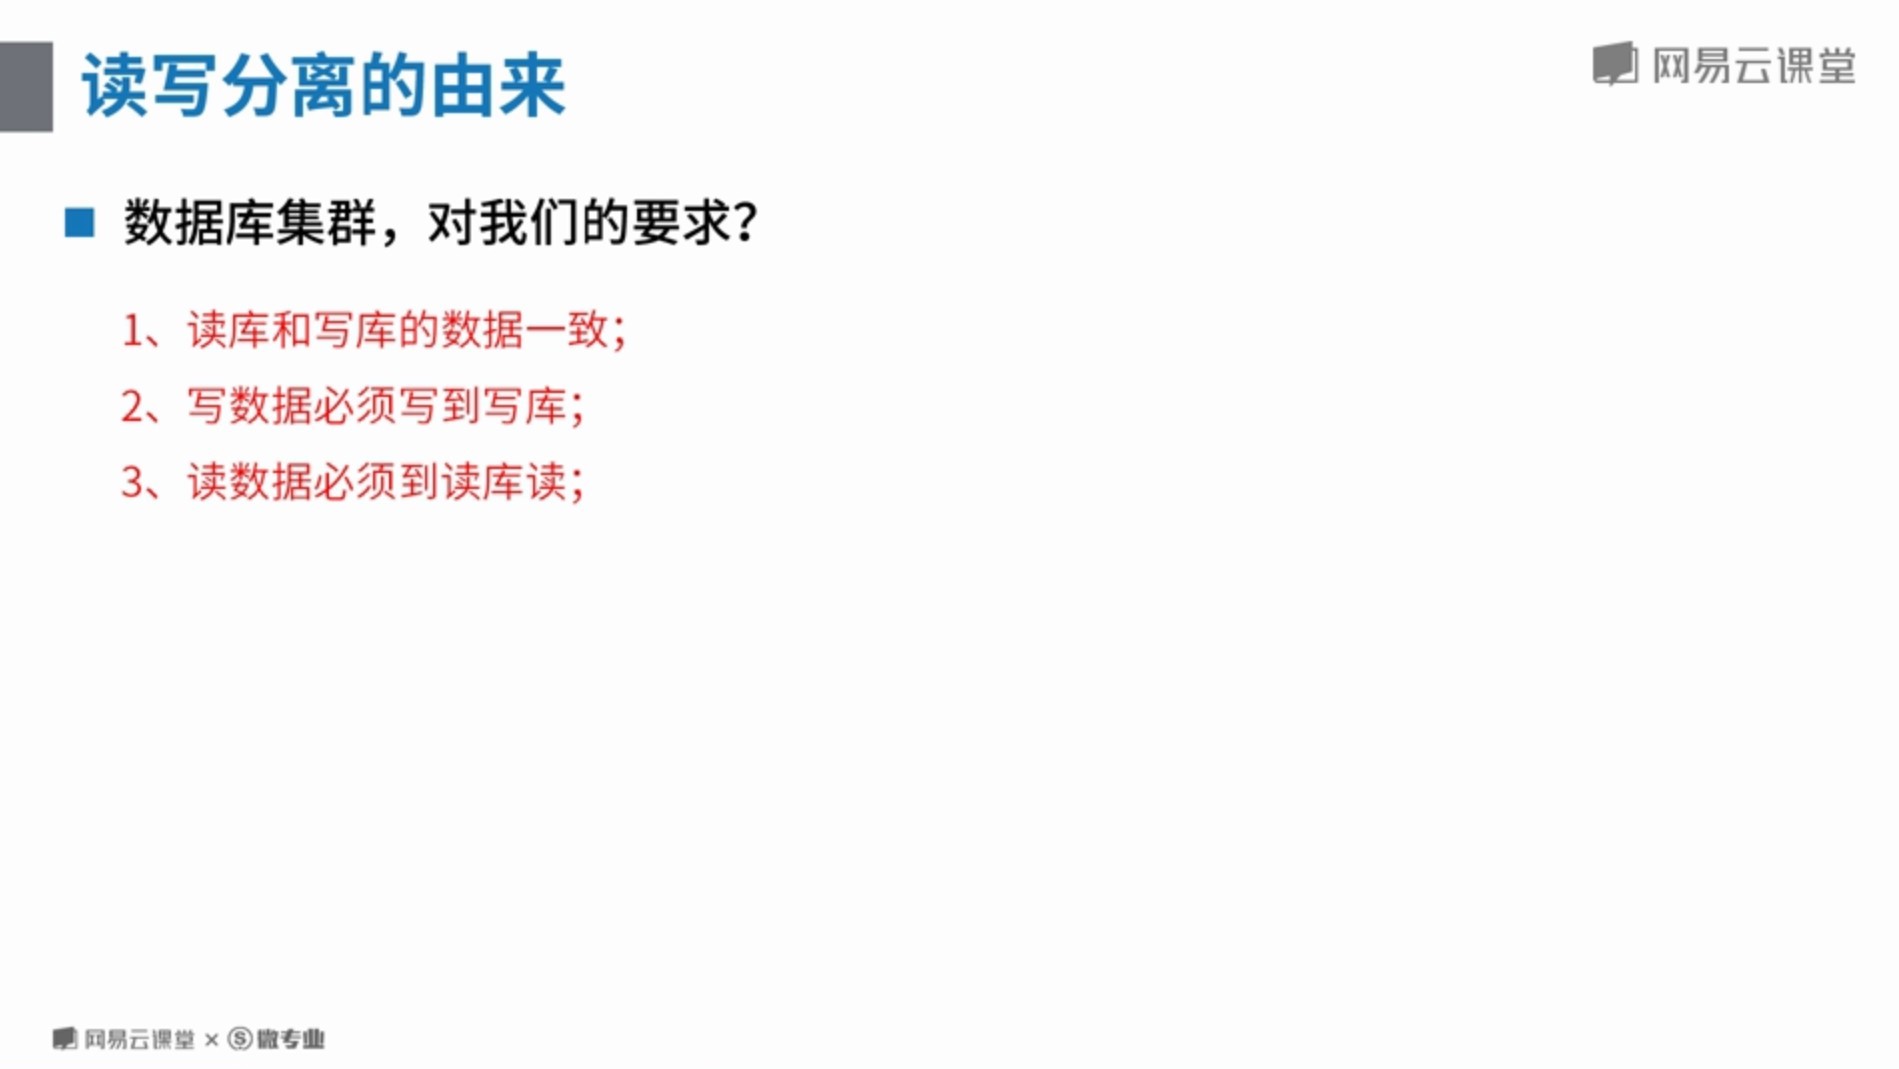 读写分离的由来
网易云课堂
数据库集群，对我们的要求？
1、读库和写库的数据一致；
2、写数据必须写到写库；
3、读数据必须到读库读；
网易云课堂 × Ⓢ微专业